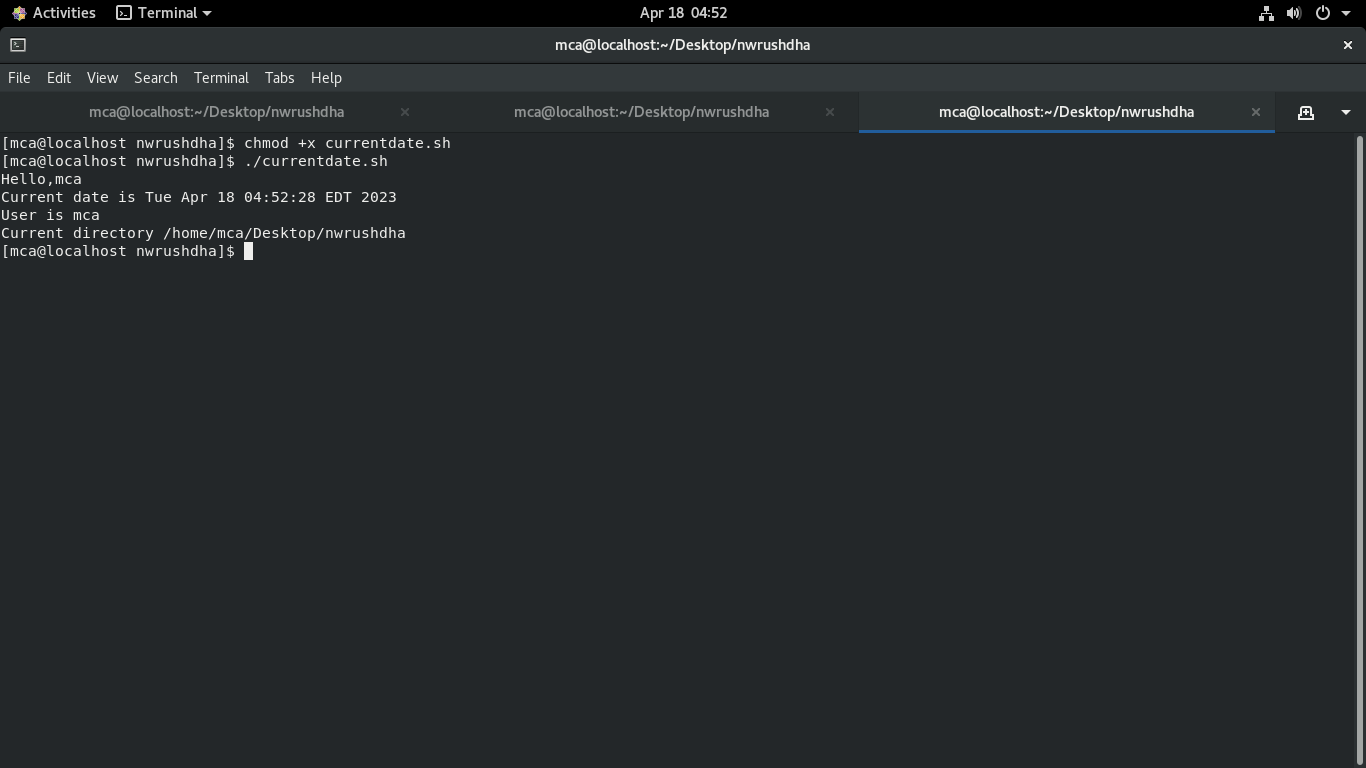 Activities Terminal Apr 18 04:52
mca@localhost:~/Desktop/nwrushdha
File Edit View Search Terminal Tabs Help
mca@localhost:~/Desktop/nwrushdha mca@localhost:~/Desktop/nwrushdha mca@localhost:~/Desktop/nwrushdha
[mca@localhost nwrushdha]$ chmod +x currentdate.sh
[mca@localhost nwrushdha]$ ./currentdate.sh
Hello,mca
Current date is Tue Apr 18 04:52:28 EDT 2023
User is mca
Current directory /home/mca/Desktop/nwrushdha
[mca@localhost nwrushdha]$